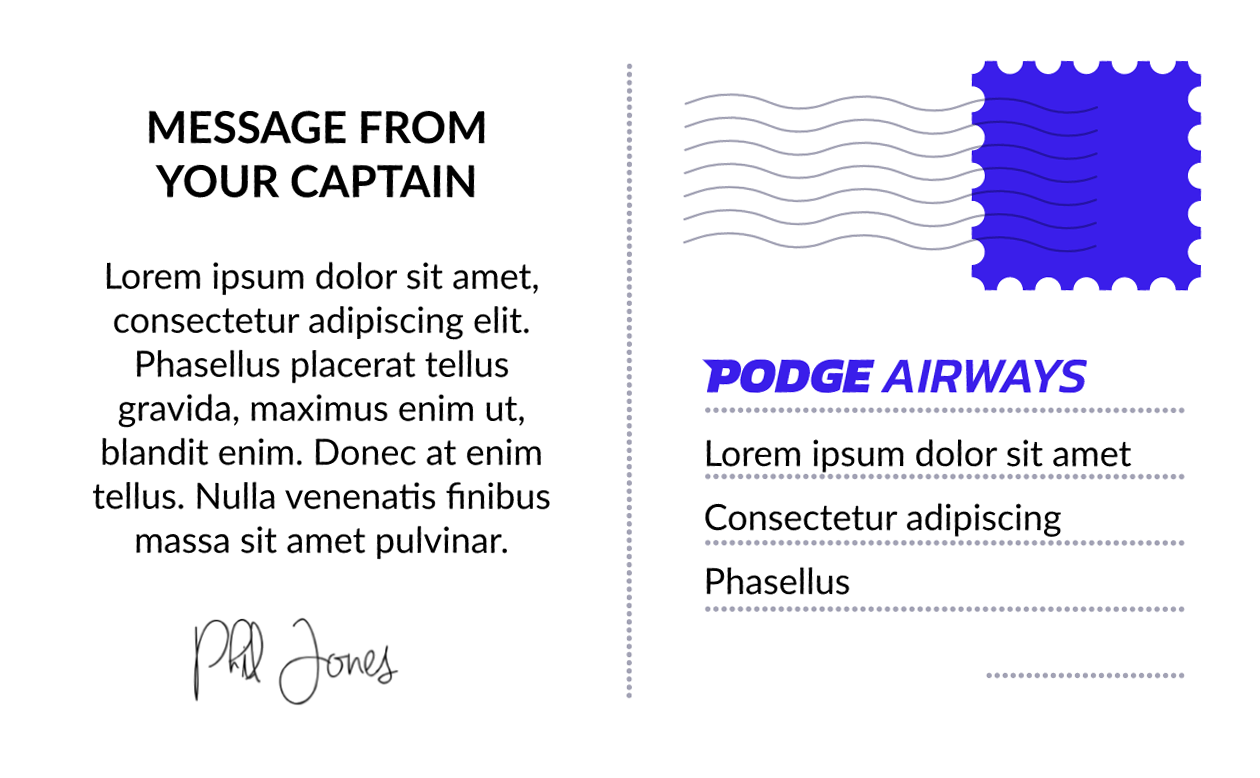 MESSAGE FROM
YOUR CAPTAIN
Lorem ipsum dolor sit amet,
consectetur adipiscing elit.
Phasellus placerat tellus
gravida, maximus enim ut,
blandit enim. Donec at enim
tellus. Nulla venenatis finibus
massa sit amet pulvinar.
Phil Jones
PODGE AIRWAYS
Lorem ipsum dolor sit amet
Consectetur adipiscing
Phasellus